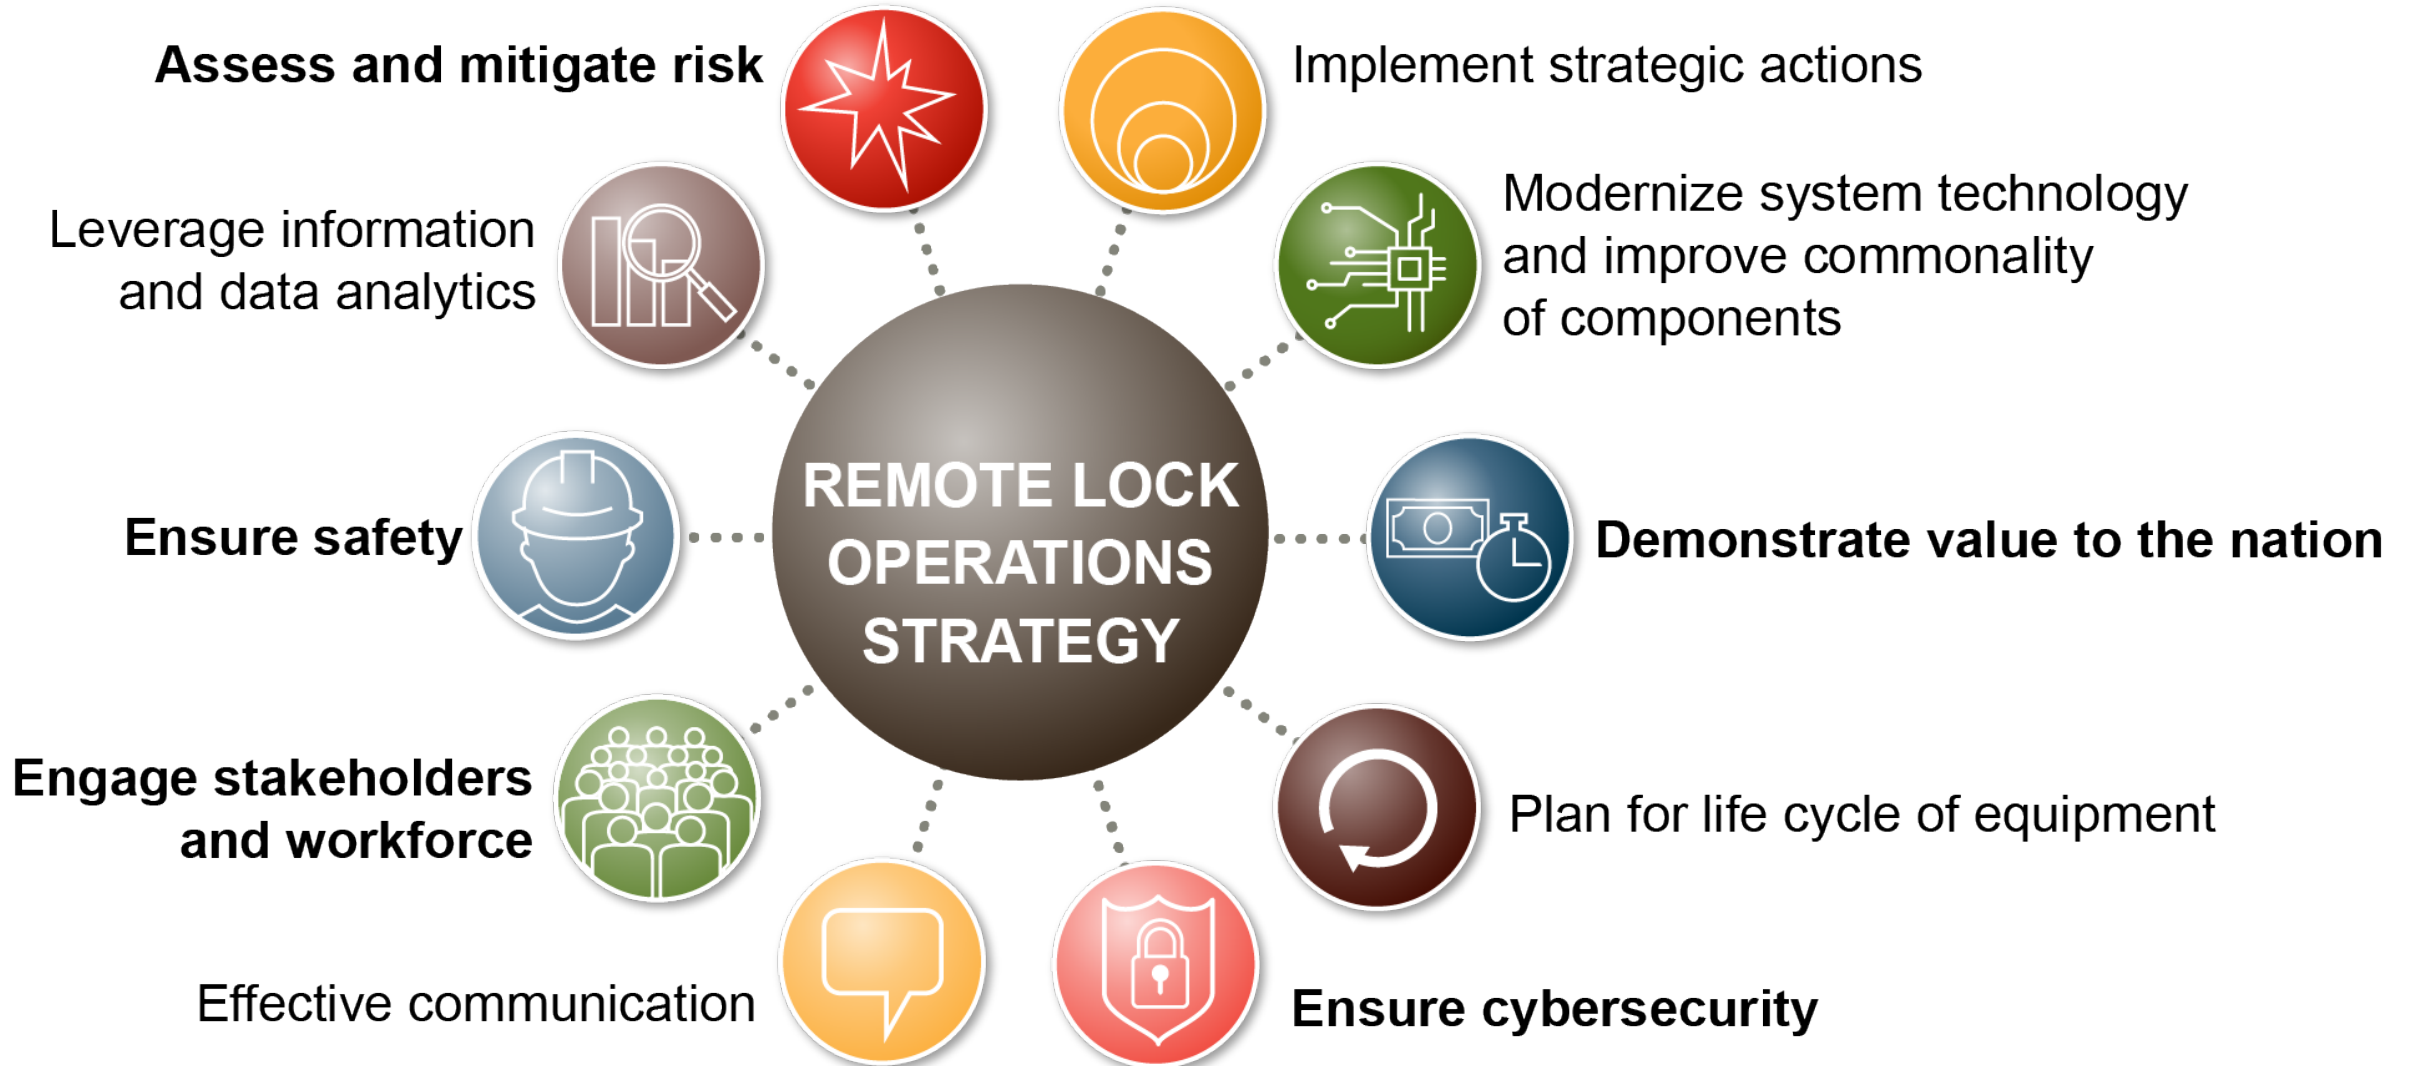 Assess and mitigate risk
Implement strategic actions
Leverage information
and data analytics
Modernize system technology
and improve commonality
of components
Ensure safety
REMOTE LOCK
OPERATIONS
STRATEGY
Demonstrate value to the nation
Engage stakeholders
and workforce
Plan for life cycle of equipment
Effective communication
Ensure cybersecurity